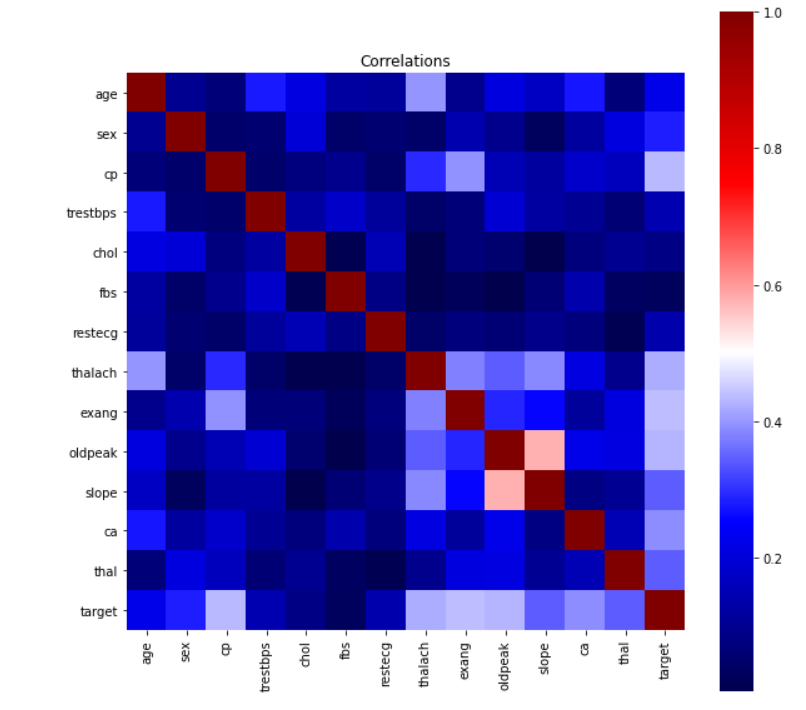 Correlations
age
sex
cp
trestbps
chol
fbs
restecg
thalach
exang
oldpeak
slope
ca
thal
target
age
sex
cp
trestbps
chol
fbs
restecg
thalach
exang
oldpeak
slope
ca
thal
target
1.0
0.8
0.6
0.4
0.2